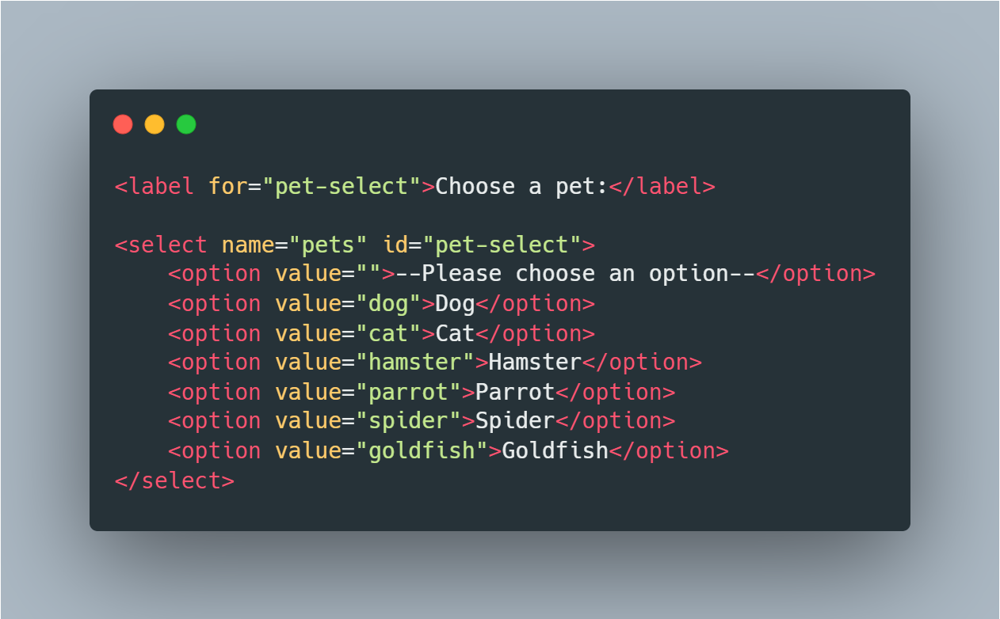 <label for="pet-select">Choose a pet:</label>

<select name="pets" id="pet-select">
    <option value="">--Please choose an option--</option>
    <option value="dog">Dog</option>
    <option value="cat">Cat</option>
    <option value="hamster">Hamster</option>
    <option value="parrot">Parrot</option>
    <option value="spider">Spider</option>
    <option value="goldfish">Goldfish</option>
</select>